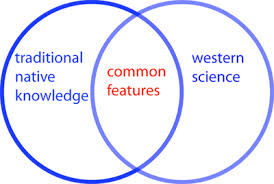 traditional
native
knowledge
common
features
western
science